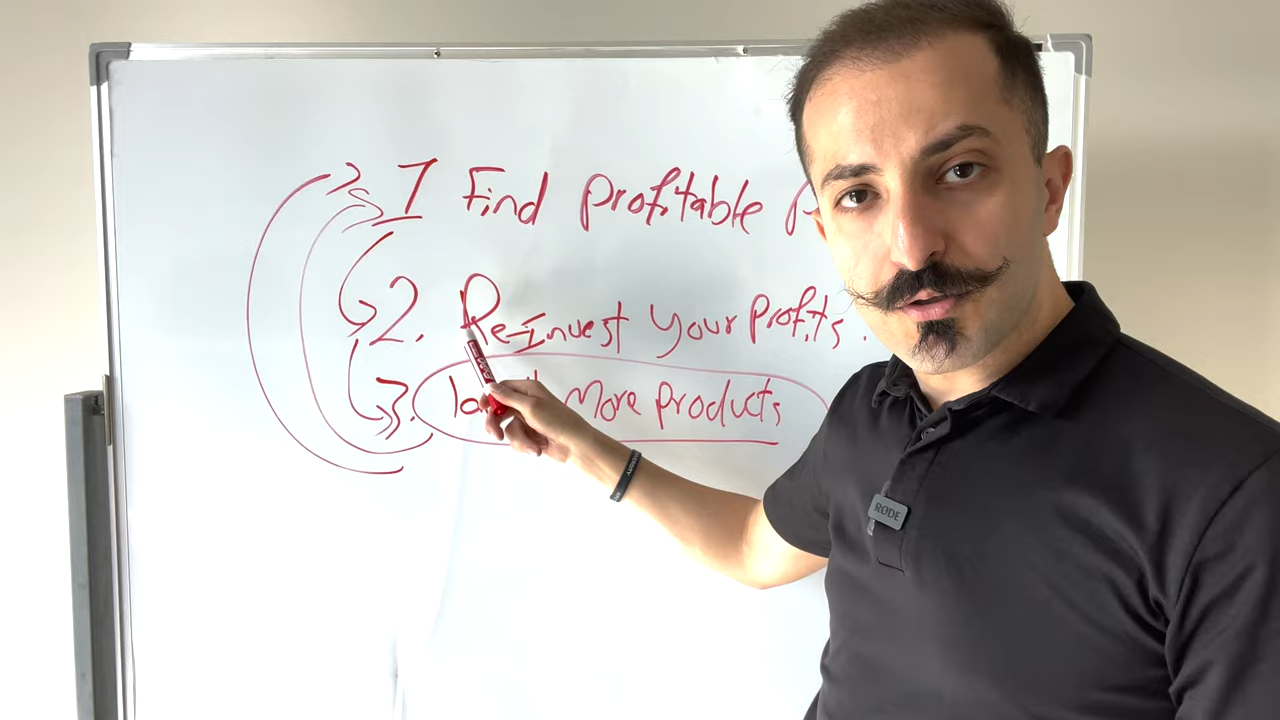 1 Find profitable
2. Re-Invest your profits.
3. More products
RØDE